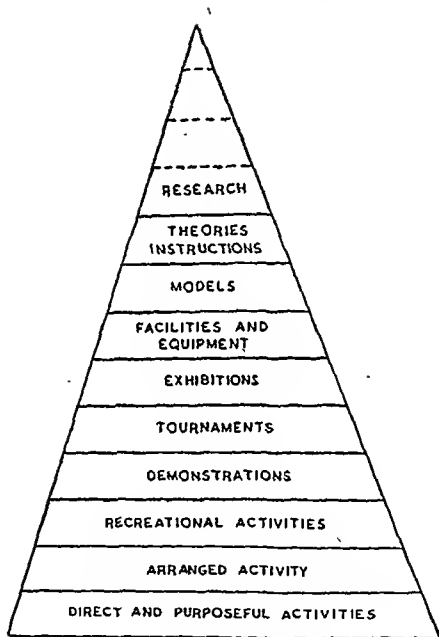 RESEARCH
THEORIES
INSTRUCTIONS
MODELS
FACILITIES AND
EQUIPMENT
EXHIBITIONS
TOURNAMENTS
DEMONSTRATIONS
RECREATIONAL ACTIVITIES
ARRANGED ACTIVITY
DIRECT AND PURPOSEFUL ACTIVITIES